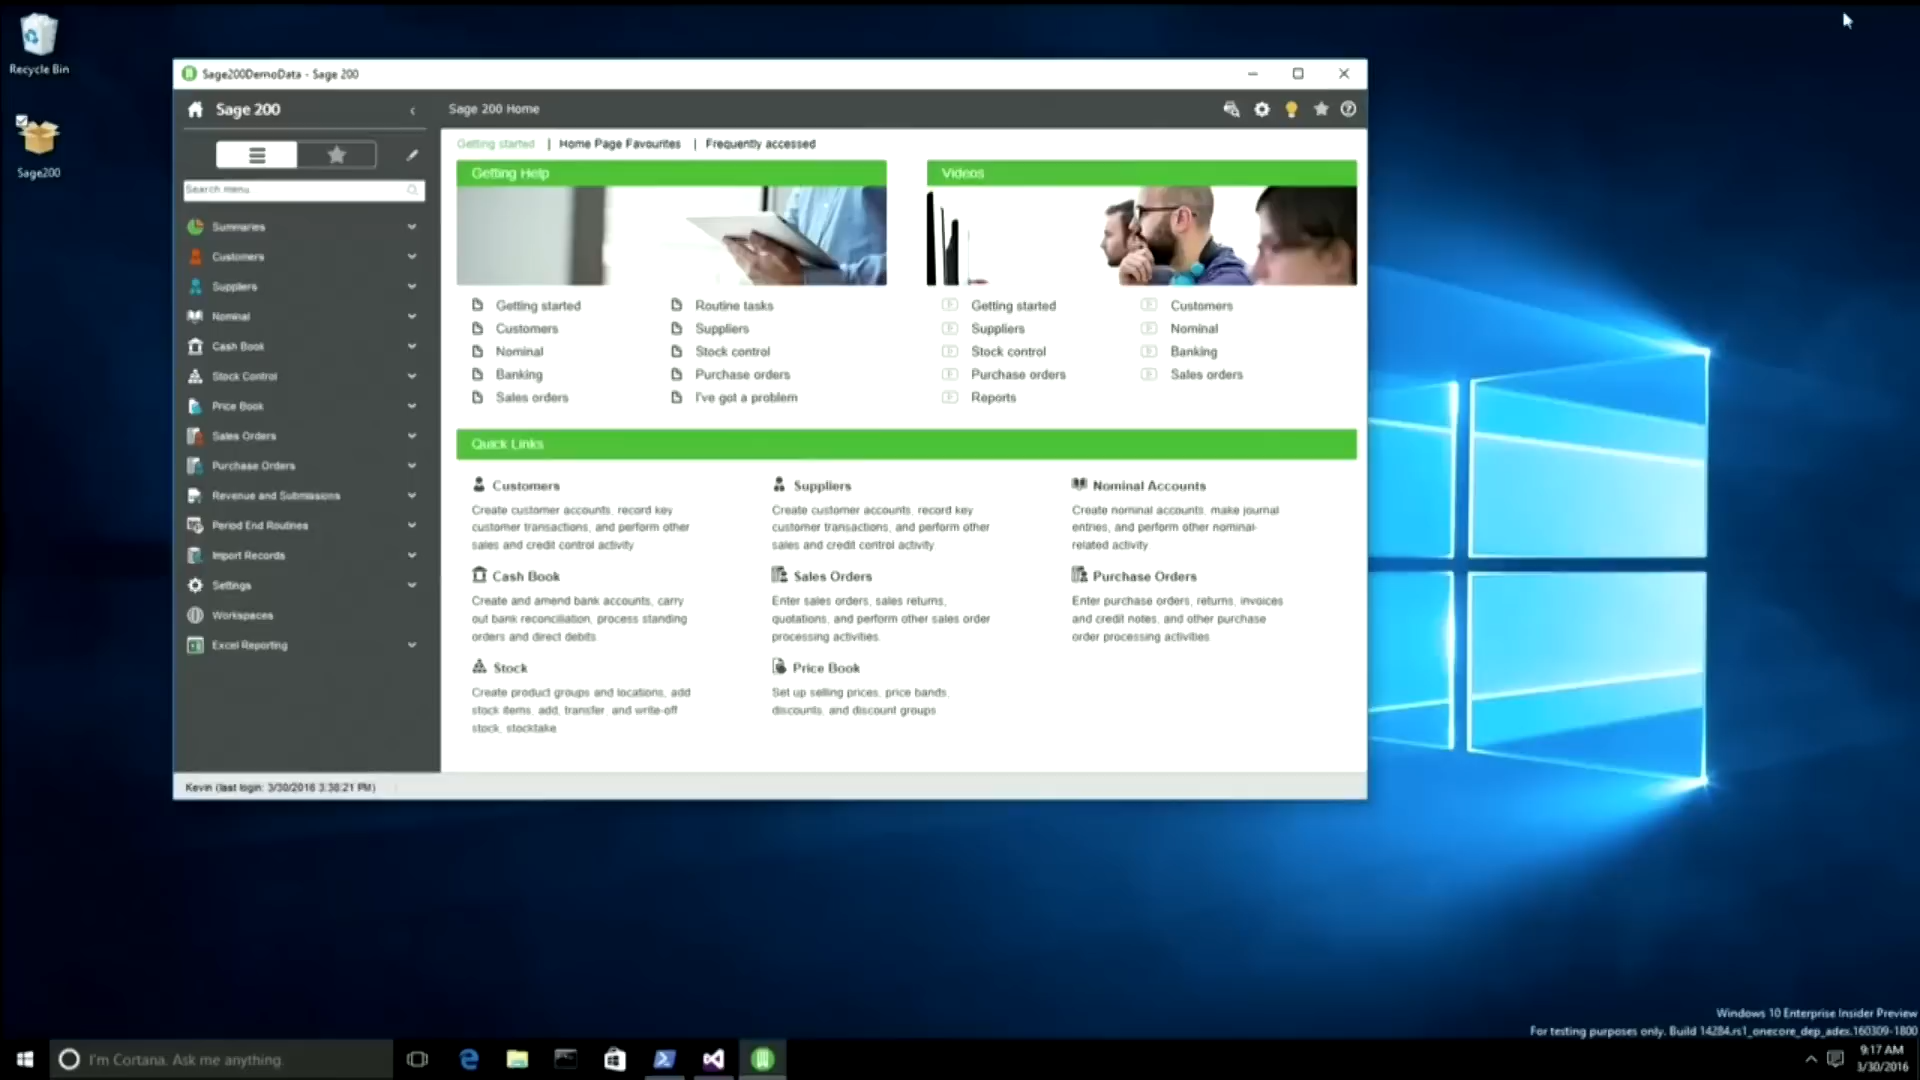 Recycle Bin
Sage200
Sage200DemoData - Sage 200
Sage 200
Sage 200 Home
Search menu
Summaries
Customers
Suppliers
Nominal
Cash Book
Stock Control
Price Book
Sales Orders
Purchase Orders
Revenue and Submissions
Period End Routines
Import Records
Settings
Workspaces
Excel Reporting
Getting started | Home Page Favourites | Frequently accessed
Getting Help
Getting started
Customers
Nominal
Banking
Sales orders
Routine tasks
Suppliers
Stock control
Purchase orders
I've got a problem
Videos
Getting started
Suppliers
Stock control
Purchase orders
Reports
Customers
Nominal
Banking
Sales orders
Quick Links
Customers
Create customer accounts, record key
customer transactions, and perform other
sales and credit control activity
Suppliers
Create customer accounts, record key
customer transactions, and perform other
sales and credit control activity
Nominal Accounts
Create nominal accounts, make journal
entries, and perform other nominal-
related activity
Cash Book
Create and amend bank accounts, carry
out bank reconciliation, process standing
orders and direct debits
Sales Orders
Enter sales orders, sales returns,
quotations, and perform other sales order
processing activities
Purchase Orders
Enter purchase orders, returns, invoices
and credit notes, and other purchase
order processing activities
Stock
Create product groups and locations, add
stock items, add, transfer, and write-off
stock, stocktake
Price Book
Set up selling prices, price bands,
discounts, and discount groups
Kevin (last login: 3/30/2016 3:38:21 PM)
Windows 10 Enterprise Insider Preview
For testing purposes only. Build 14284.rs1_onecore_dep_adex.160309-1800
I'm Cortana. Ask me anything.
9:17 AM
3/30/2016